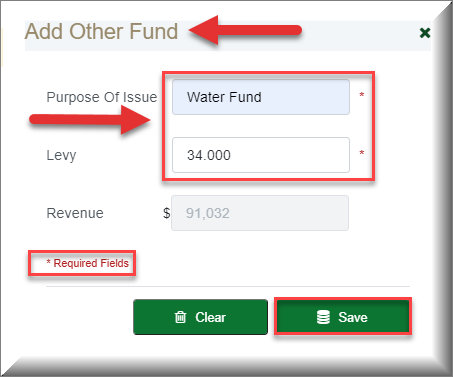 Add Other Fund
Purpose Of Issue Water Fund *
Levy 34.000 *
Revenue $ 91,032
* Required Fields
Clear Save